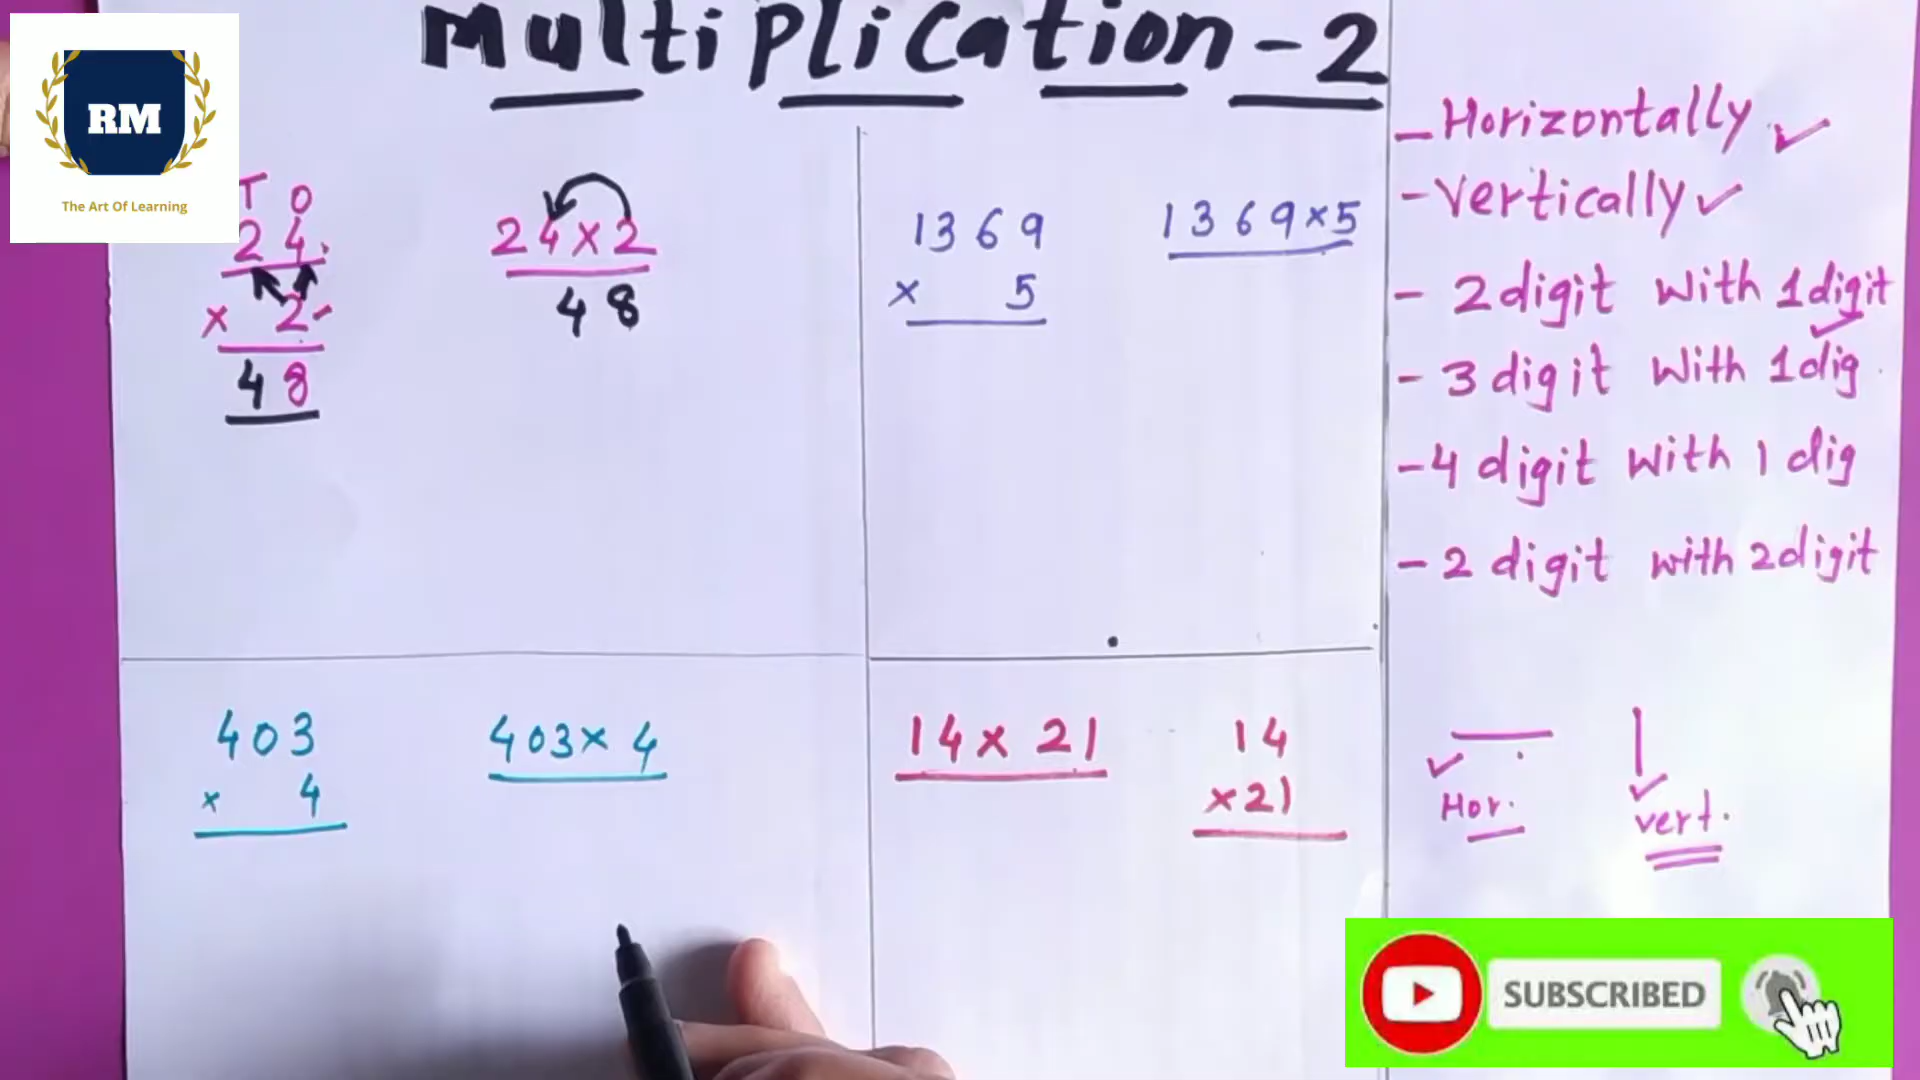 Multiplication - 2
RM
The Art Of Learning
T O
2 4
× 2
4 8
24 × 2
4 8
1369
× 5
1369 × 5
- Horizontally ✓
- Vertically ✓
- 2 digit with 1 digit
- 3 digit with 1 dig
- 4 digit with 1 dig
- 2 digit with 2 digit
403
× 4
403 × 4
14 × 21
14
× 21
Hor.
vert.
SUBSCRIBED